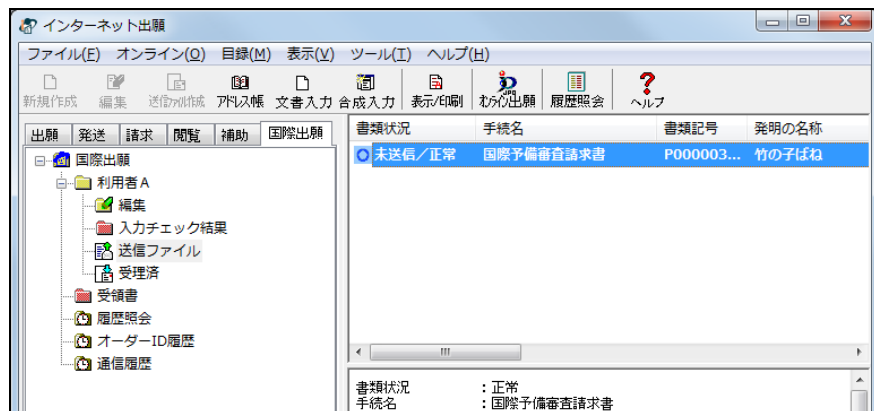 インターネット出願
ファイル(F) オンライン(O) 目録(M) 表示(V) ツール(T) ヘルプ(H)
新規作成 編集 送信ファイル作成 アドレス帳 文書入力 合成入力 表示/印刷 オンライン出願 履歴照会 ヘルプ
出願 発送 請求 閲覧 補助 国際出願
書類状況 手続名 書類記号 発明の名称
未送信/正常 国際予備審査請求書 P000003... 竹の子ばね
国際出願
利用者A
編集
入力チェック結果
送信ファイル
受理済
受領書
履歴照会
オーダーID履歴
通信履歴
書類状況 :正常
手続名 :国際予備審査請求書